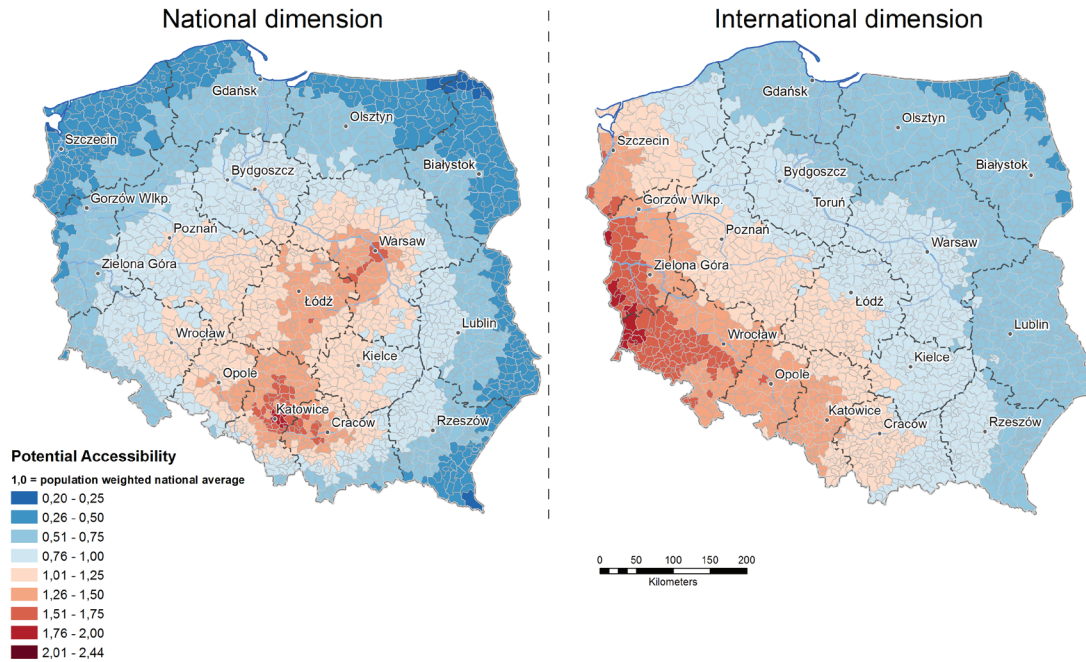 National dimension
International dimension
Gdańsk
Olsztyn
Szczecin
Białystok
Bydgoszcz
Gorzów Wlkp.
Poznań
Warsaw
Zielona Góra
Łódź
Wrocław
Lublin
Kielce
Opole
Katowice
Craców
Rzeszów
Gdańsk
Olsztyn
Szczecin
Białystok
Bydgoszcz
Toruń
Gorzów Wlkp.
Poznań
Warsaw
Zielona Góra
Łódź
Lublin
Wrocław
Kielce
Opole
Katowice
Craców
Rzeszów
Potential Accessibility
1,0 = population weighted national average
0,20 - 0,25
0,26 - 0,50
0,51 - 0,75
0,76 - 1,00
1,01 - 1,25
1,26 - 1,50
1,51 - 1,75
1,76 - 2,00
2,01 - 2,44
0 50 100 150 200
Kilometers